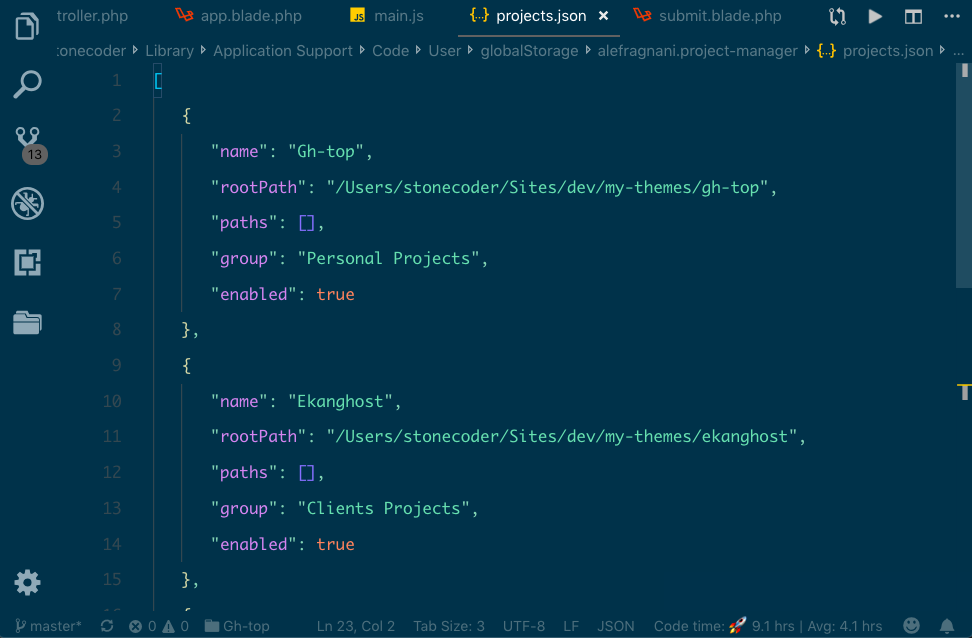 troller.php app.blade.php JS main.js {..} projects.json × submit.blade.php
:onecoder Library Application Support Code User globalStorage alefragnani.project-manager {..} projects.json ...
1 [
2 {
3 "name": "Gh-top",
4 "rootPath": "/Users/stonecoder/Sites/dev/my-themes/gh-top",
5 "paths": [],
6 "group": "Personal Projects",
7 "enabled": true
8 },
9 {
10 "name": "Ekanghost",
11 "rootPath": "/Users/stonecoder/Sites/dev/my-themes/ekanghost",
12 "paths": [],
13 "group": "Clients Projects",
14 "enabled": true
15 },
13
master* 0 0 Gh-top Ln 23, Col 2 Tab Size: 3 UTF-8 LF JSON Code time: 🚀 9.1 hrs | Avg: 4.1 hrs